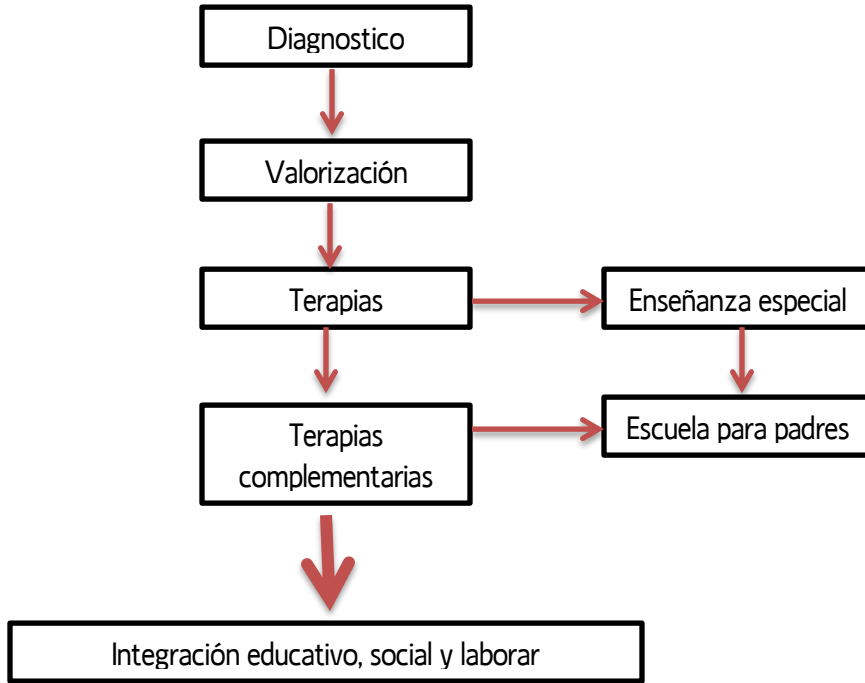 Diagnostico
Valorización
Terapias
Enseñanza especial
Terapias
complementarias
Escuela para padres
Integración educativo, social y laborar